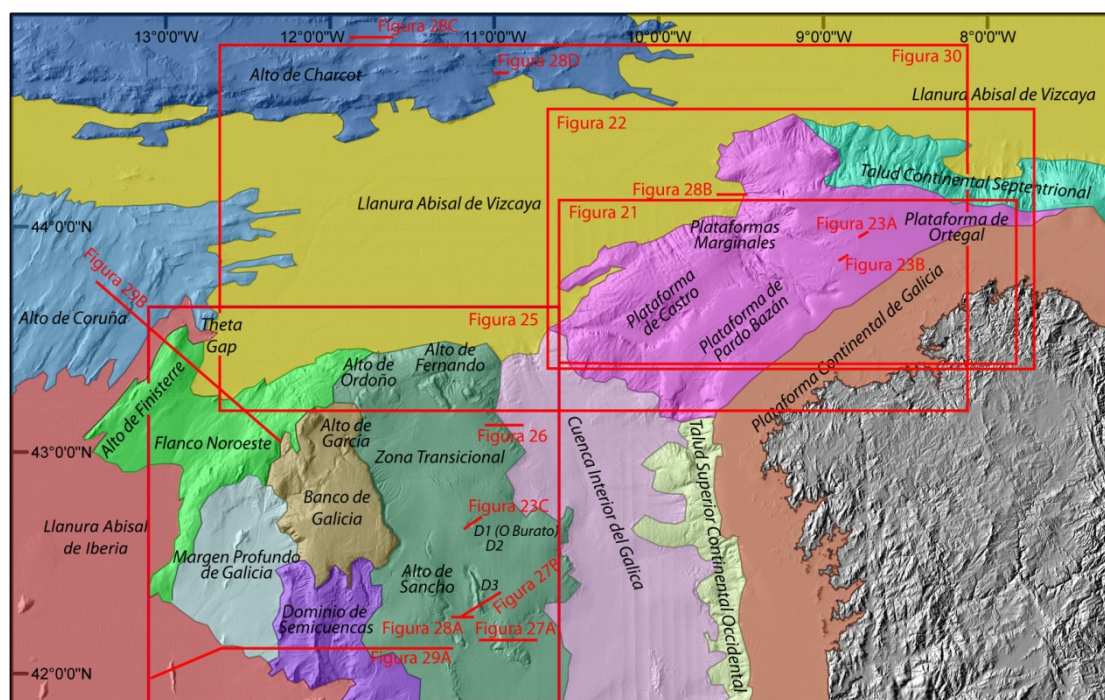 13°0'0"W
12°0'0"W
11°0'0"W
10°0'0"W
9°0'0"W
8°0'0"W
Figura 28C
Figura 28D
Figura 30
Alto de Charcot
Llanura Abisal de Vizcaya
Figura 22
Talud Continental Septentrional
Figura 28B
Llanura Abisal de Vizcaya
Figura 21
44°0'0"N
Plataformas
Marginales
Figura 23A
Plataforma de
Ortegal
Figura 23B
Figura 29B
Plataforma
de Castro
Plataforma de
Pardo Bazán
Plataforma Continental de Galicia
Alto de Coruña
Theta
Gap
Figura 25
Alto de
Ordoño
Alto de
Fernando
Alto de Finisterre
Flanco Noroeste
Alto de
García
Figura 26
43°0'0"N
Zona Transicional
Cuenca Interior del Galica
Talud Superior Continental Occidental
Banco de
Galicia
Figura 23C
D1 (O Burato)
D2
Llanura Abisal
de Iberia
Margen Profundo
de Galicia
Alto de
Sancho
D3
Figura 27B
Dominio de
Semicuencas
Figura 28A
Figura 27A
Figura 29A
42°0'0"N